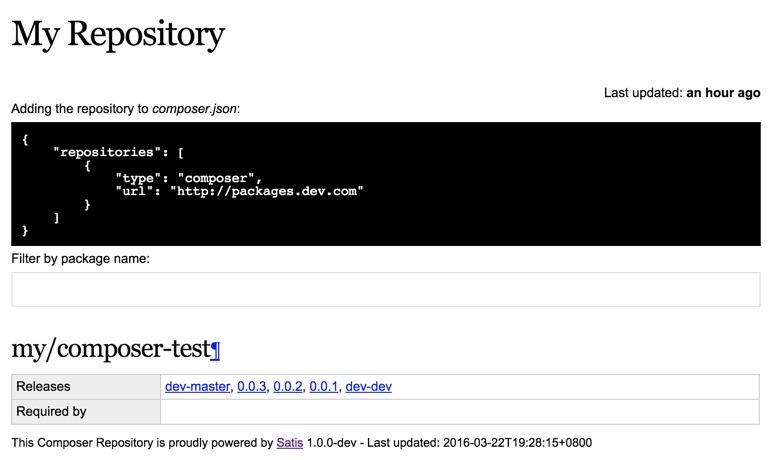 My Repository
Last updated: an hour ago
Adding the repository to composer.json:
{
    "repositories": [
        {
            "type": "composer",
            "url": "http://packages.dev.com"
        }
    ]
}
Filter by package name:
my/composer-test¶
Releases dev-master, 0.0.3, 0.0.2, 0.0.1, dev-dev
Required by
This Composer Repository is proudly powered by Satis 1.0.0-dev - Last updated: 2016-03-22T19:28:15+0800